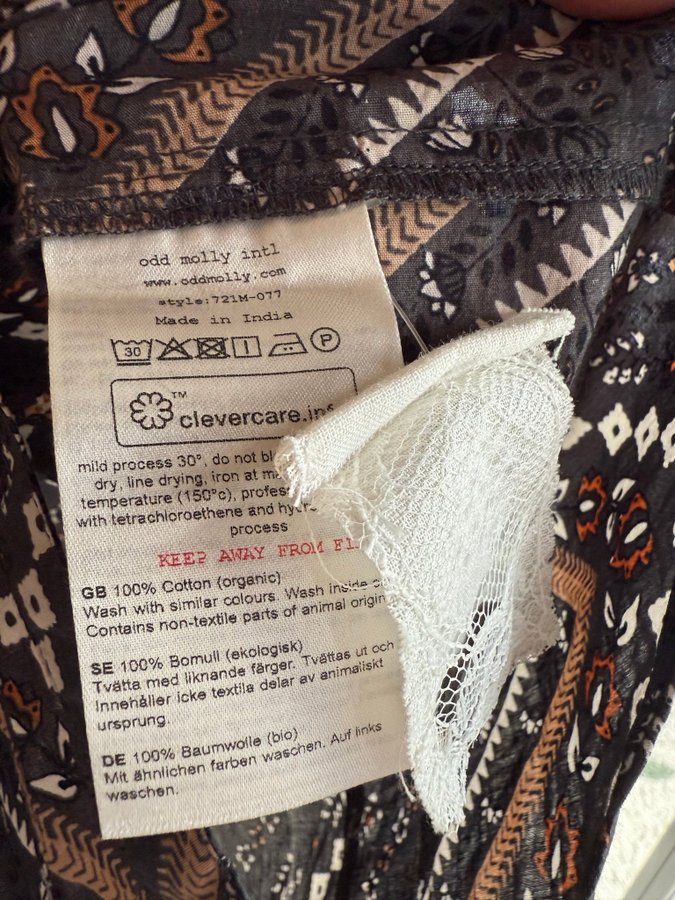 odd molly intl
www.oddmolly.com
style:721M-077
Made in India
30 P
™
clevercare.inf
mild process 30°, do not bl
dry, line drying, iron at m
temperature (150°c), profes
with tetrachloroethene and hydro
process
KEEP AWAY FROM FI
GB 100% Cotton (organic)
Wash with similar colours. Wash inside
Contains non-textile parts of animal origin
SE 100% Bomull (ekologisk)
Tvätta med liknande färger. Tvättas ut och
Innehåller icke textila delar av animaliskt
ursprung.
DE 100% Baumwolle (bio)
Mit ähnlichen farben waschen. Auf links
waschen.